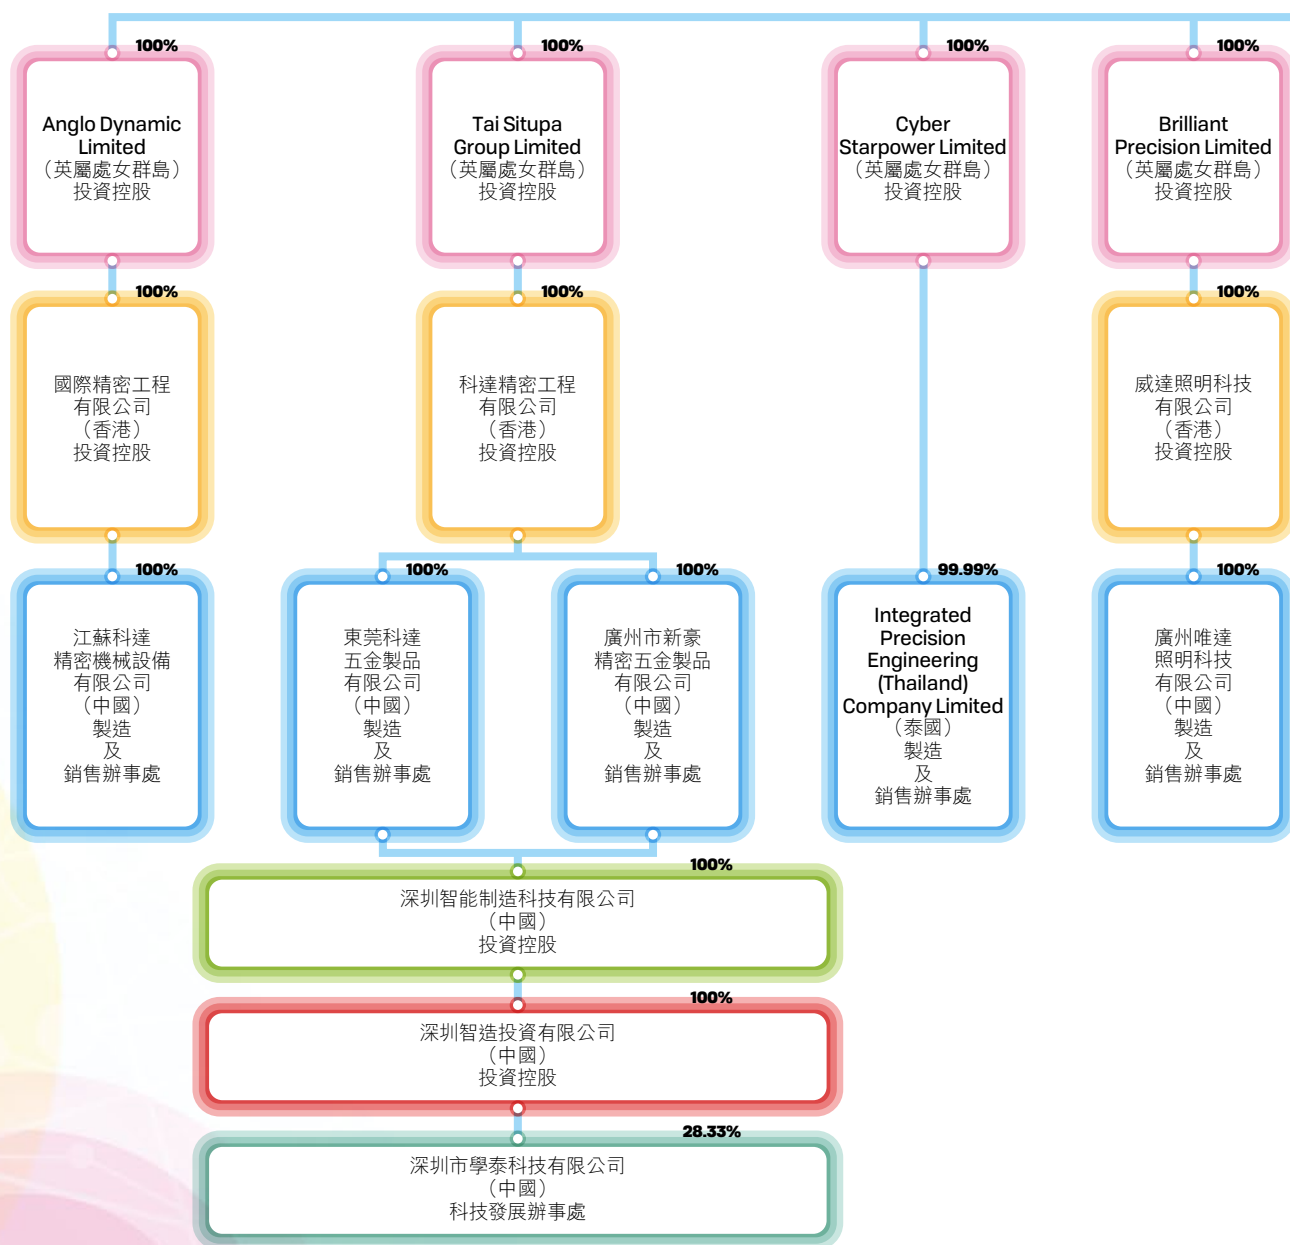 100%
Anglo Dynamic
Limited
（英屬處女群島）
投資控股
100%
Tai Situpa
Group Limited
（英屬處女群島）
投資控股
100%
Cyber
Starpower Limited
（英屬處女群島）
投資控股
100%
Brilliant
Precision Limited
（英屬處女群島）
投資控股
100%
國際精密工程
有限公司
（香港）
投資控股
100%
科達精密工程
有限公司
（香港）
投資控股
100%
威達照明科技
有限公司
（香港）
投資控股
100%
江蘇科達
精密機械設備
有限公司
（中國）
製造
及
銷售辦事處
100%
東莞科達
五金製品
有限公司
（中國）
製造
及
銷售辦事處
100%
廣州市新豪
精密五金製品
有限公司
（中國）
製造
及
銷售辦事處
99.99%
Integrated
Precision
Engineering
(Thailand)
Company Limited
（泰國）
製造
及
銷售辦事處
100%
廣州唯達
照明科技
有限公司
（中國）
製造
及
銷售辦事處
100%
深圳智能制造科技有限公司
（中國）
投資控股
100%
深圳智造投資有限公司
（中國）
投資控股
28.33%
深圳市學泰科技有限公司
（中國）
科技發展辦事處